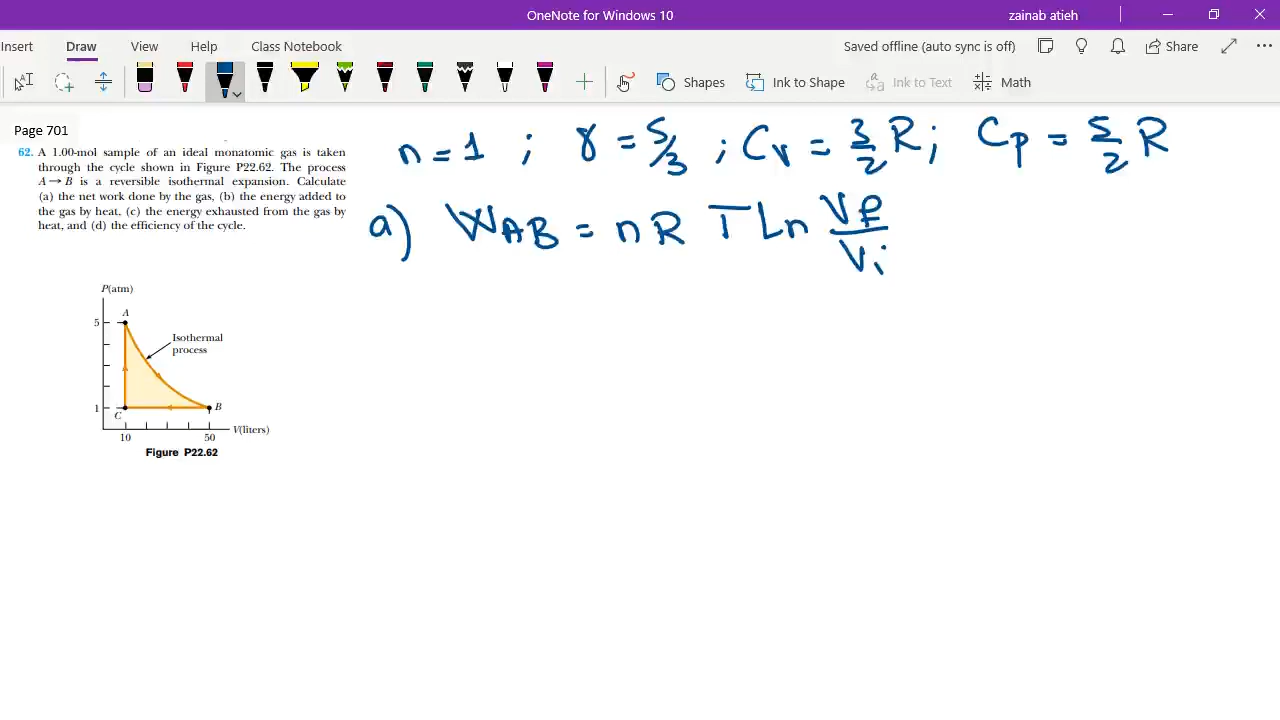 OneNote for Windows 10
zainab atieh
Insert Draw View Help Class Notebook
Saved offline (auto sync is off) Share
Shapes Ink to Shape Ink to Text Math
Page 701
62. A 1.00-mol sample of an ideal monatomic gas is taken
through the cycle shown in Figure P22.62. The process
A→B is a reversible isothermal expansion. Calculate
(a) the net work done by the gas, (b) the energy added to
the gas by heat, (c) the energy exhausted from the gas by
heat, and (d) the efficiency of the cycle.
n = 1 ; γ = 5/3 ; Cv = 3/2 R ; Cp = 5/2 R
a) WAB = nRT Ln Vf/Vi
P(atm)
A
5
Isothermal
process
1
C
B
V(liters)
10 50
Figure P22.62